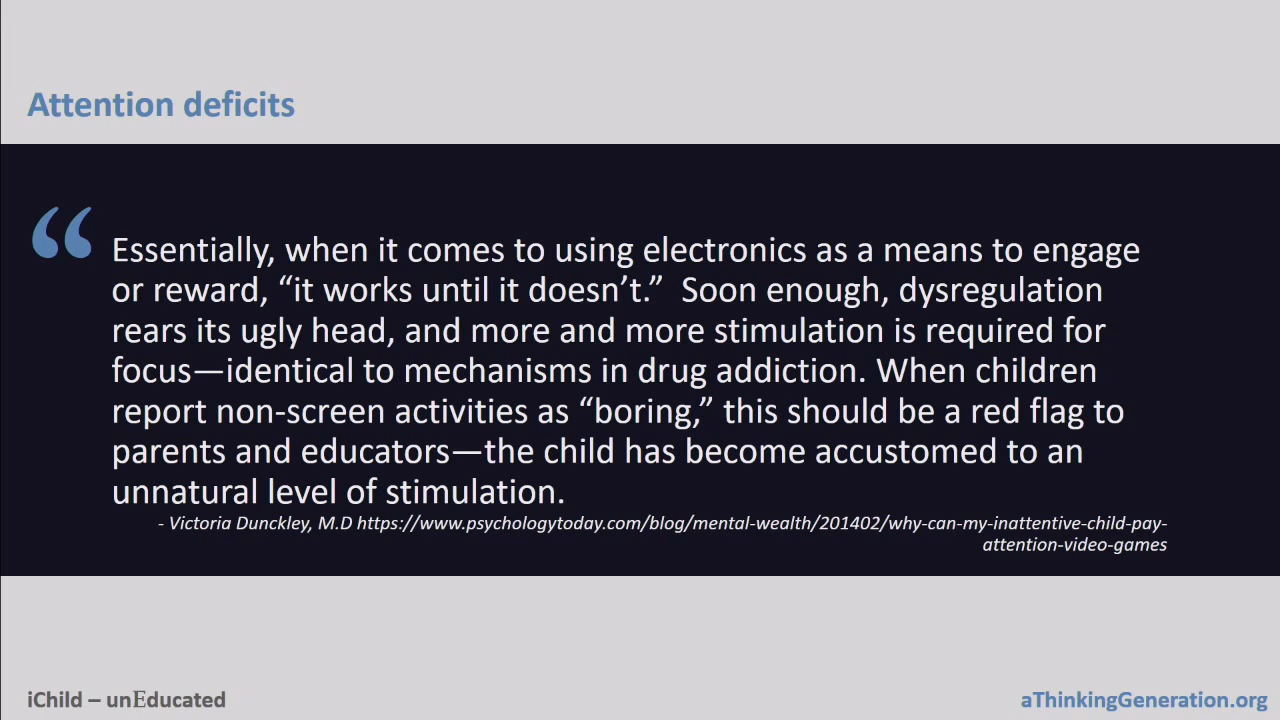 Attention deficits
“
Essentially, when it comes to using electronics as a means to engage
or reward, “it works until it doesn’t.”  Soon enough, dysregulation
rears its ugly head, and more and more stimulation is required for
focus—identical to mechanisms in drug addiction. When children
report non-screen activities as “boring,” this should be a red flag to
parents and educators—the child has become accustomed to an
unnatural level of stimulation.
- Victoria Dunckley, M.D https://www.psychologytoday.com/blog/mental-wealth/201402/why-can-my-inattentive-child-pay-
attention-video-games
iChild – unEducated
aThinkingGeneration.org